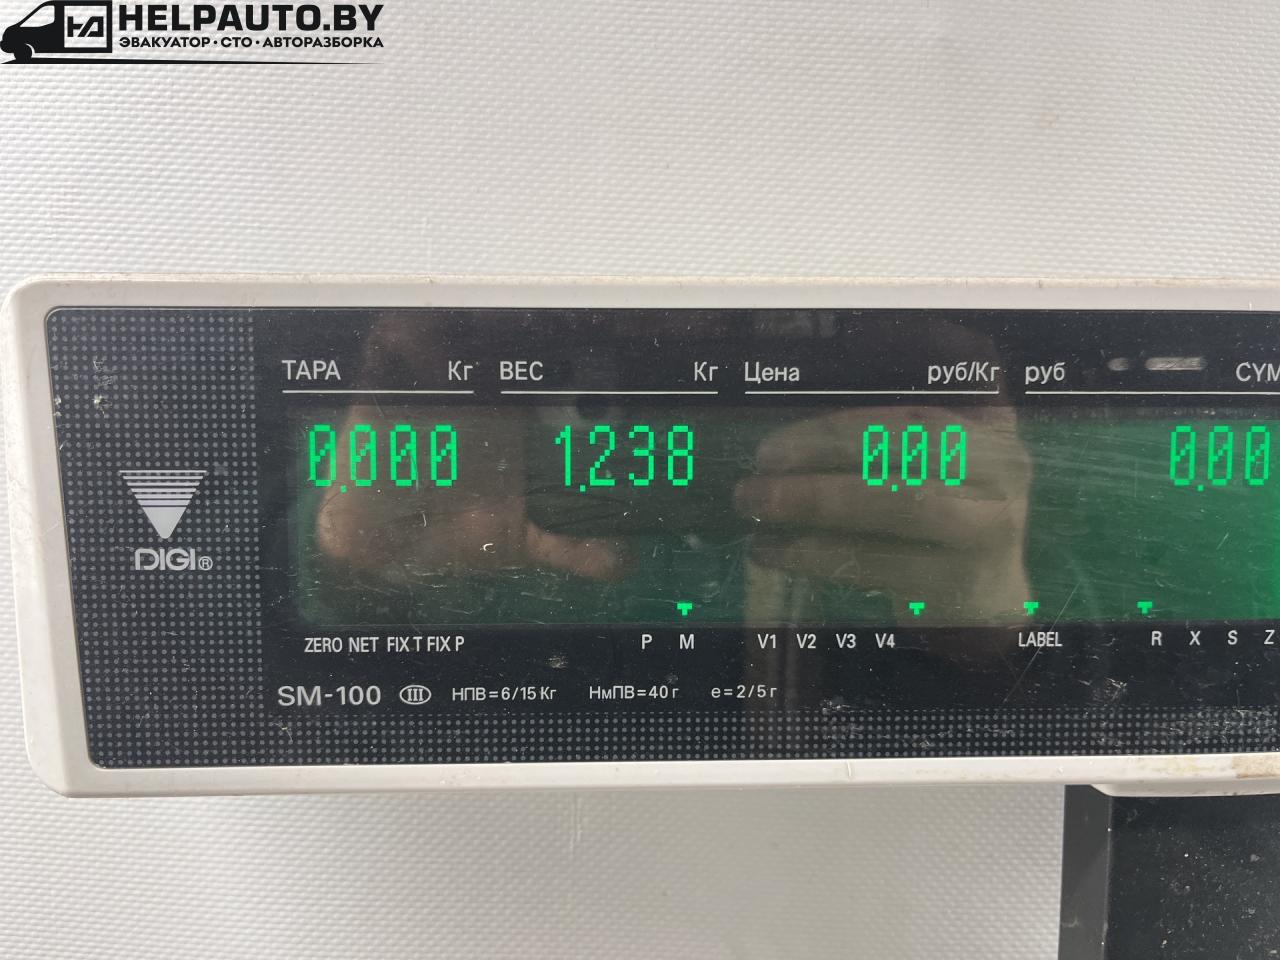 HELPAUTO.BY
ЭВАКУАТОР·СТО·АВТОРАЗБОРКА
ТАРА Кг ВЕС Кг Цена руб/Кг руб СУМ
0.000 1.238 0.00 0.00
DIGI®
ZERO NET FIX T FIX P P M V1 V2 V3 V4 LABEL R X S Z
SM-100 III НПВ=6/15 Кг НмПВ=40 г е=2/5 г